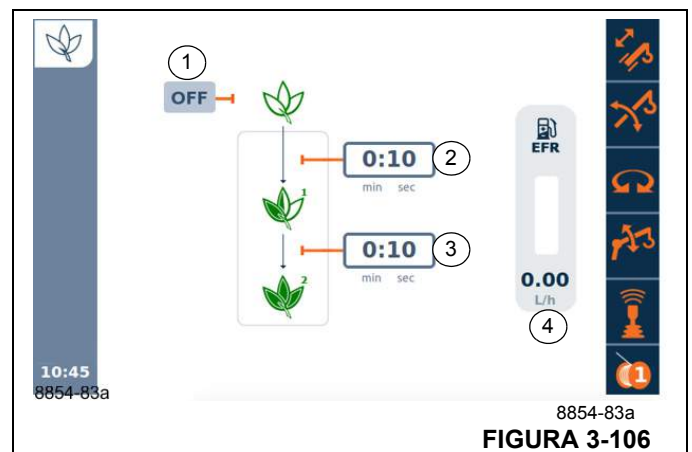 1
OFF
EFR
0:10
2
min sec
1
0:10
3
min sec
2
0.00
L/h
4
10:45
1
8854-83a
8854-83a
FIGURA 3-106